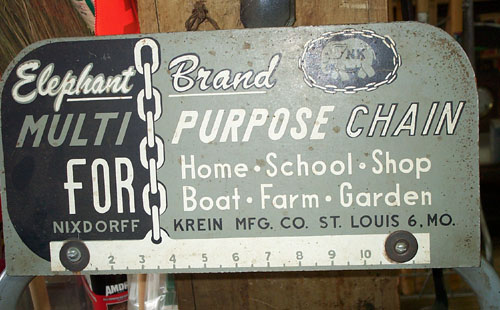 Elephant Brand
NK
MULTI PURPOSE CHAIN
FOR Home • School • Shop
Boat • Farm • Garden
NIXDORFF KREIN MFG. CO. ST. LOUIS 6, MO.
2 3 4 5 6 7 8 9 10